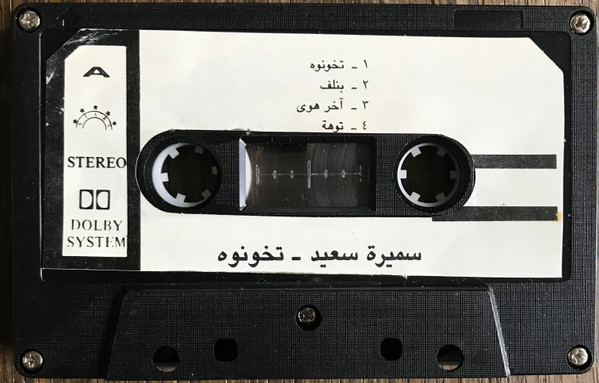 A
١ - تخونوه
٢ - بنلف
٣ - آخر هوى
٤ - توهة
STEREO
DOLBY
SYSTEM
سميرة سعيد - تخونوه